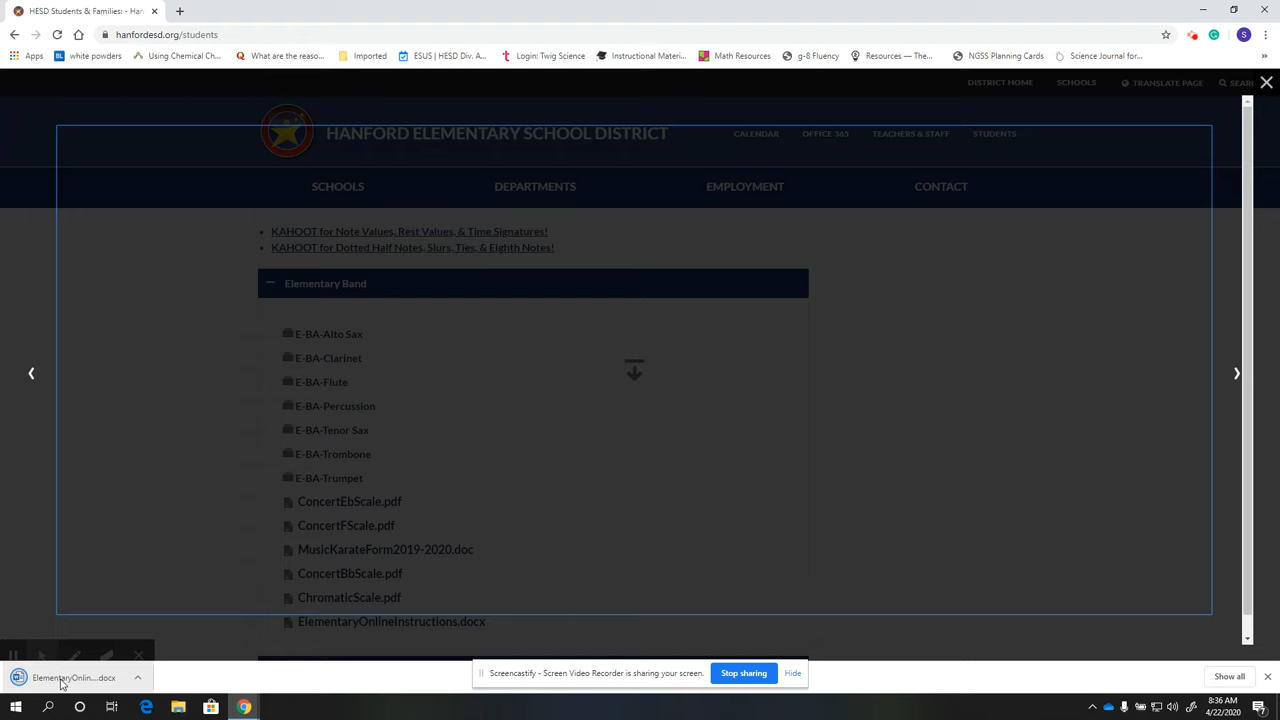 HESD Students & Families: - Han
hanfordesd.org/students
S
Apps
BL
white powders
Using Chemical Ch...
Q
What are the reaso...
Imported
ESUS | HESD Div. A...
t
Login: Twig Science
Instructional Materi...
Math Resources
g-8 Fluency
Resources — The...
NGSS Planning Cards
Science Journal for...
»
DISTRICT HOME
SCHOOLS
TRANSLATE PAGE
SEAR
HANFORD ELEMENTARY SCHOOL DISTRICT
CALENDAR
OFFICE 365
TEACHERS & STAFF
STUDENTS
SCHOOLS
DEPARTMENTS
EMPLOYMENT
CONTACT
KAHOOT for Note Values, Rest Values, & Time Signatures!
KAHOOT for Dotted Half Notes, Slurs, Ties, & Eighth Notes!
Elementary Band
E-BA-Alto Sax
E-BA-Clarinet
E-BA-Flute
E-BA-Percussion
E-BA-Tenor Sax
E-BA-Trombone
E-BA-Trumpet
ConcertEbScale.pdf
ConcertFScale.pdf
MusicKarateForm2019-2020.doc
ConcertBbScale.pdf
ChromaticScale.pdf
ElementaryOnlineInstructions.docx
ElementaryOnlin....docx
Screencastify - Screen Video Recorder is sharing your screen.
Stop sharing
Hide
Show all
8:36 AM
4/22/2020